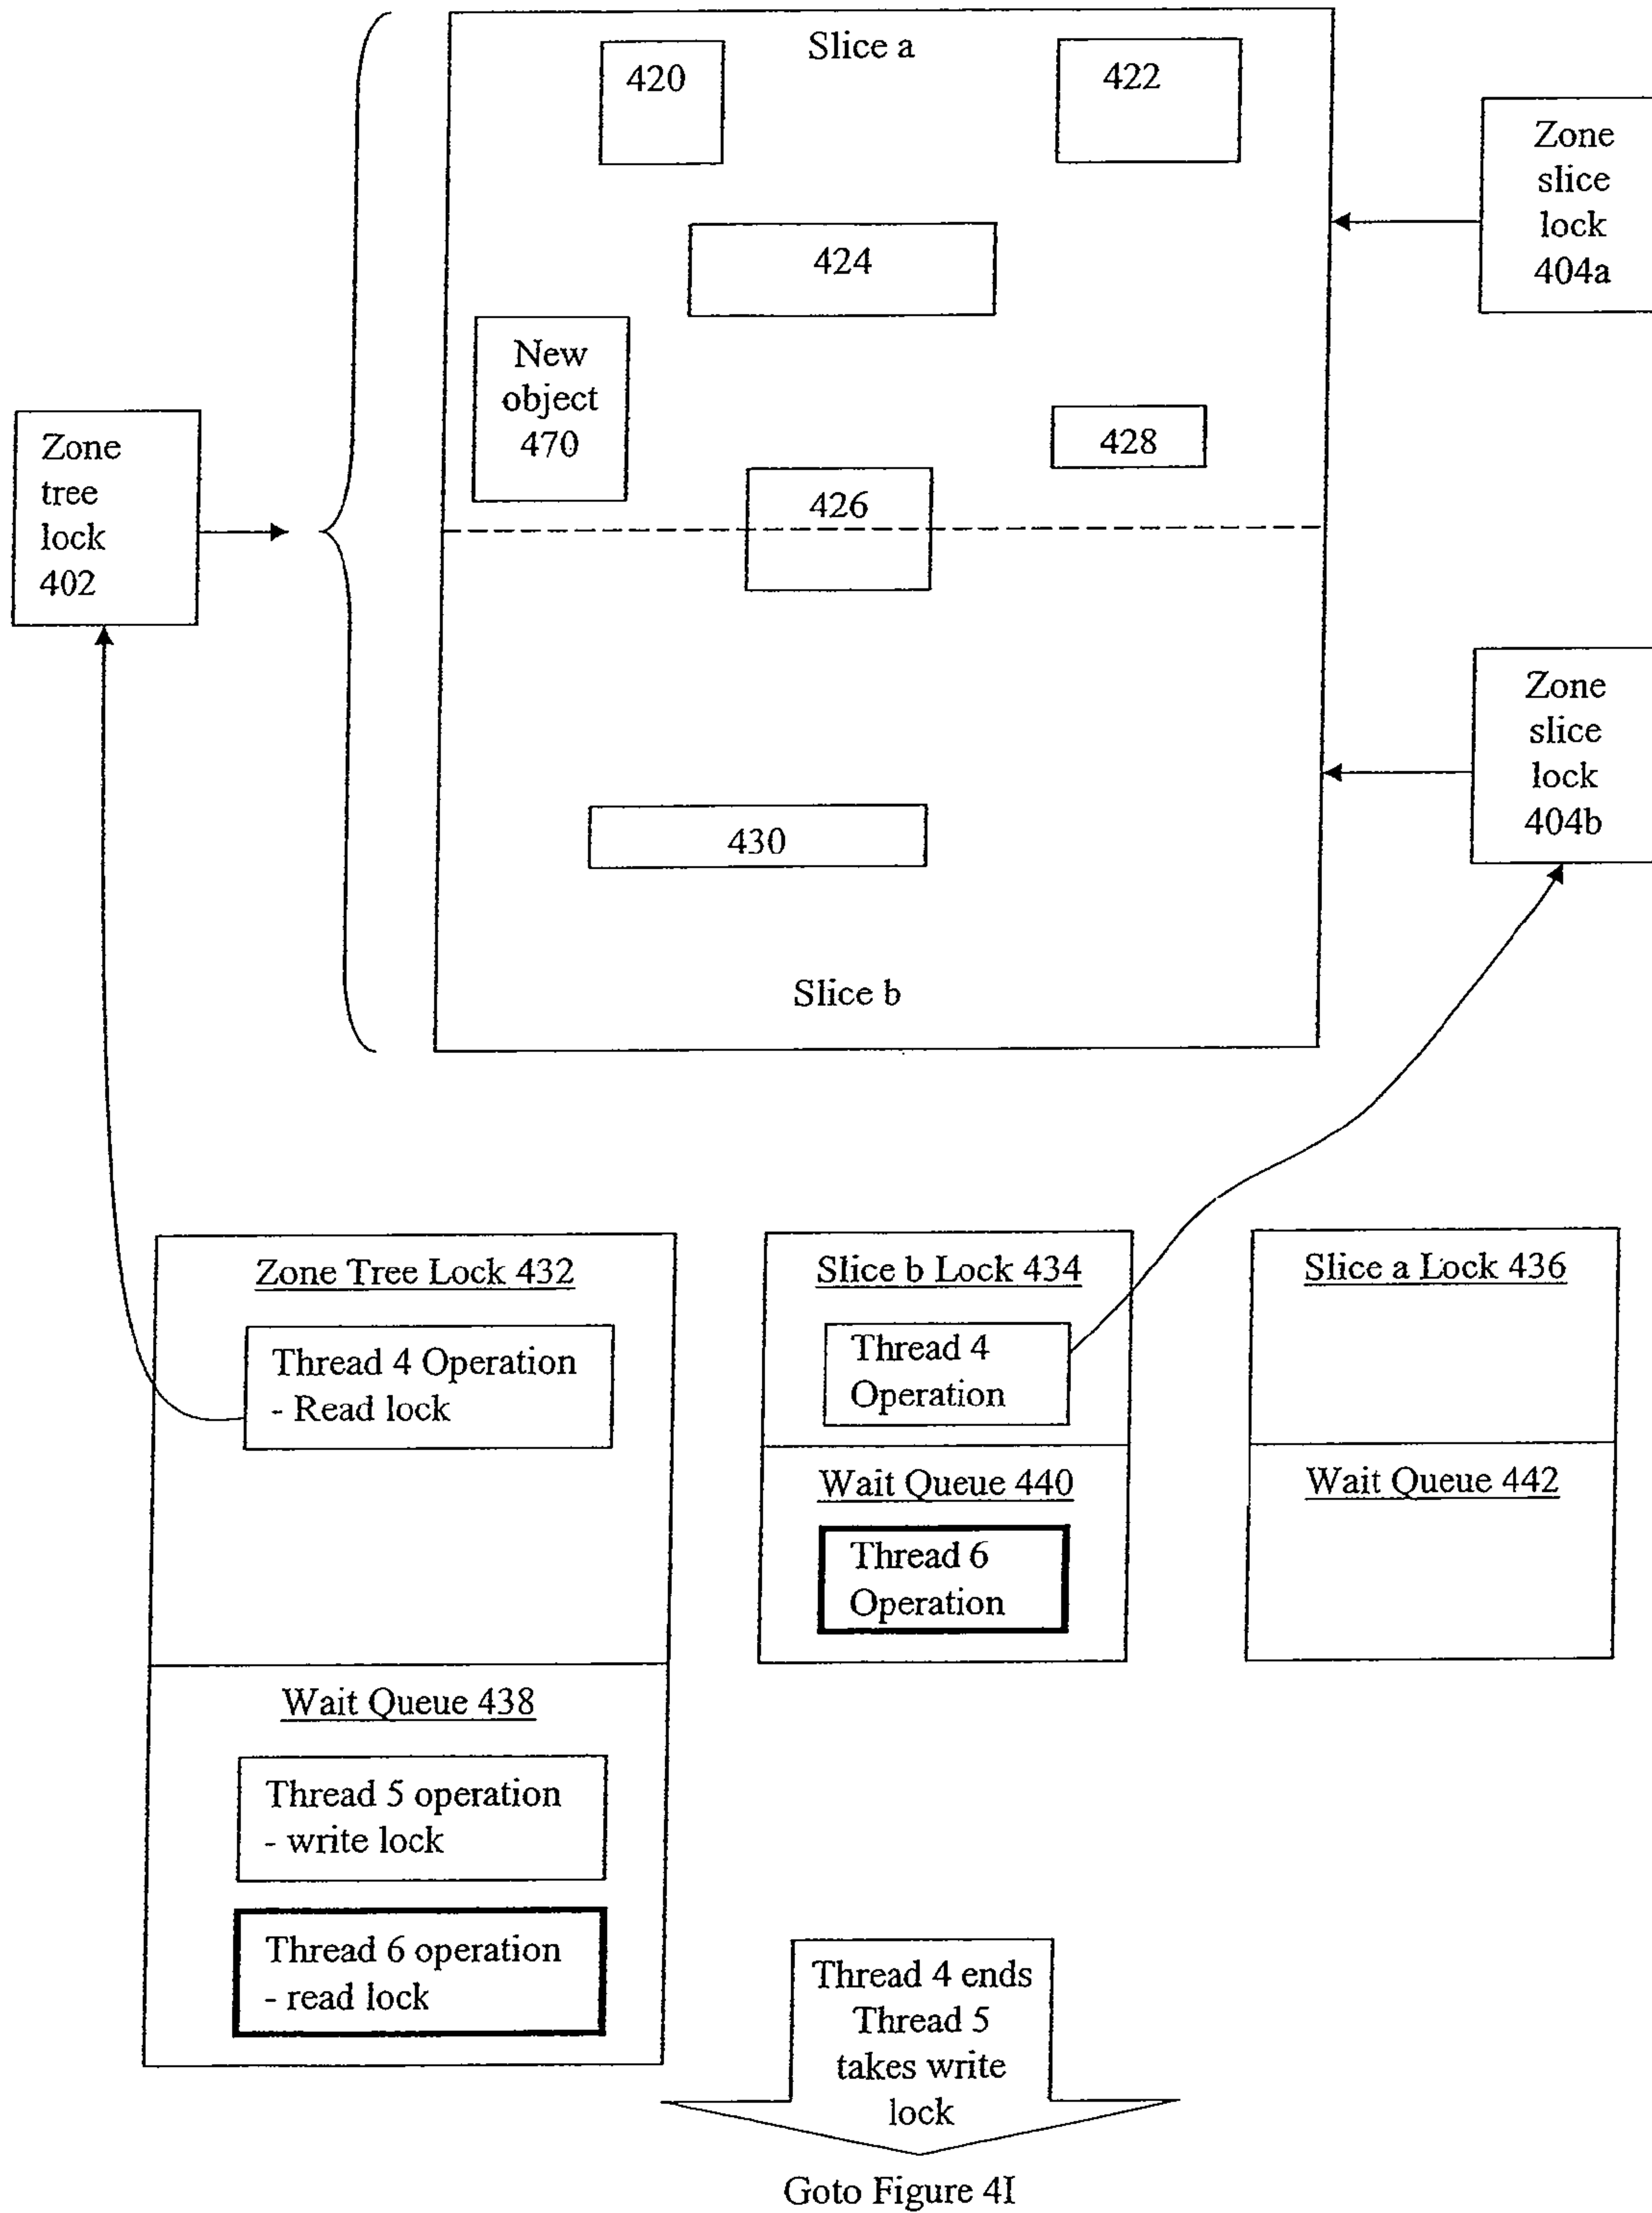 Slice a
420
422
Zone
slice
lock
404a
424
New
object
470
428
Zone
tree
lock
402
426
Zone
slice
lock
404b
430
Slice b
Zone Tree Lock 432
Thread 4 Operation
- Read lock
Wait Queue 438
Thread 5 operation
- write lock
Thread 6 operation
- read lock
Slice b Lock 434
Thread 4
Operation
Wait Queue 440
Thread 6
Operation
Slice a Lock 436
Wait Queue 442
Thread 4 ends
Thread 5
takes write
lock
Goto Figure 4I